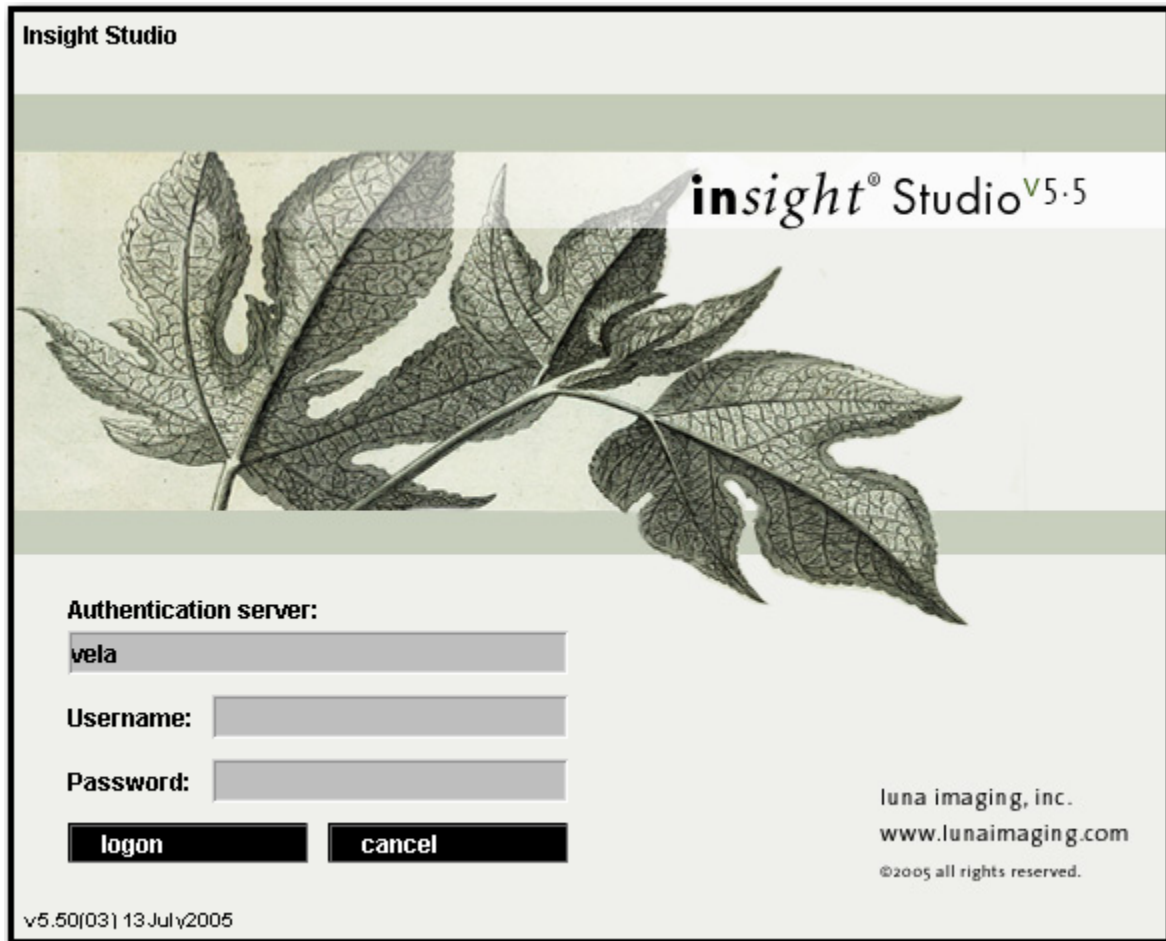 Insight Studio
insight® Studio V5·5
Authentication server:
vela
Username:
Password:
logon cancel
luna imaging, inc.
www.lunaimaging.com
©2005 all rights reserved.
v5.50(03) 13July2005